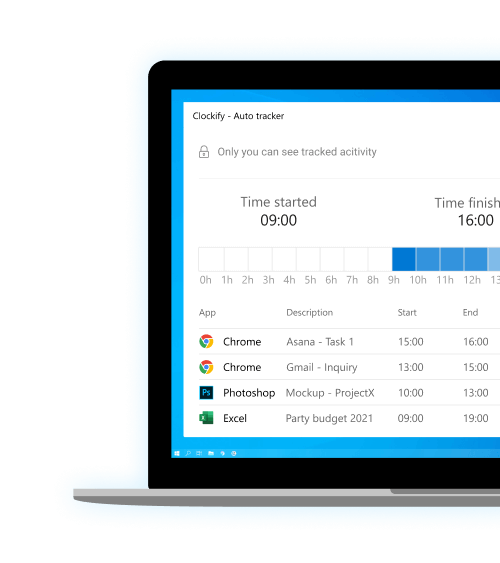 Clockify - Auto tracker
Only you can see tracked acitivity
Time started Time finish
09:00 16:00
0h 1h 2h 3h 4h 5h 6h 7h 8h 9h 10h 11h 12h 13
App Description Start End
Chrome Asana - Task 1 15:00 16:00
Chrome Gmail - Inquiry 13:00 15:00
Ps Photoshop Mockup - ProjectX 10:00 13:00
Excel Party budget 2021 09:00 19:00